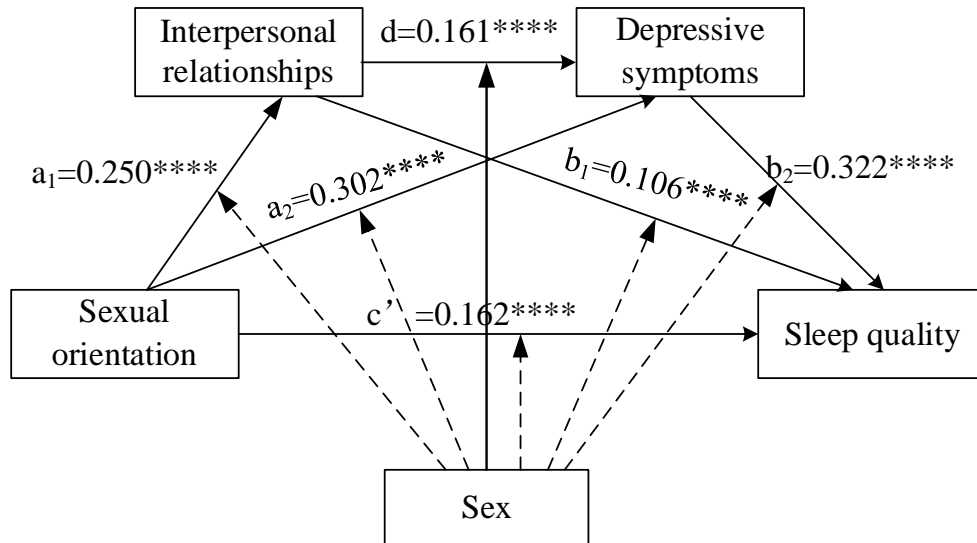 Interpersonal
relationships
d=0.161****
Depressive
symptoms
a₁=0.250****
a₂=0.302****
b₁=0.106****
b₂=0.322****
Sexual
orientation
c’ =0.162****
Sleep quality
Sex